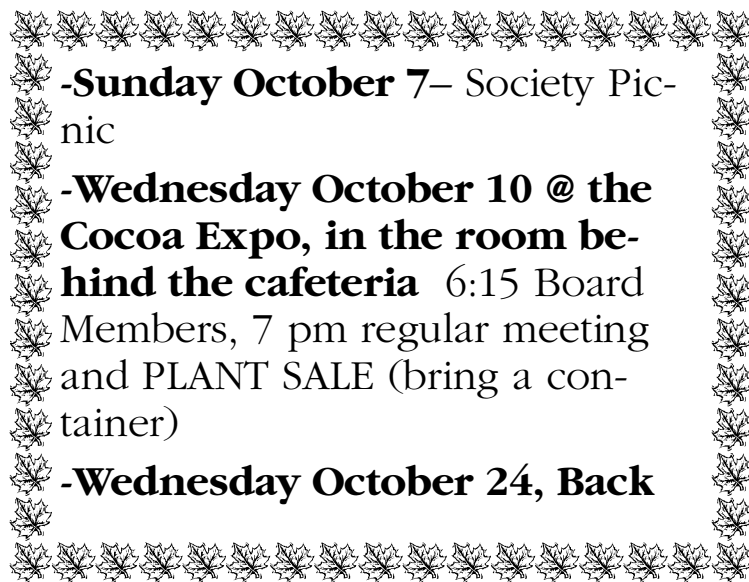 -Sunday October 7– Society Pic-
nic
-Wednesday October 10 @ the
Cocoa Expo, in the room be-
hind the cafeteria 6:15 Board
Members, 7 pm regular meeting
and PLANT SALE (bring a con-
tainer)
-Wednesday October 24, Back